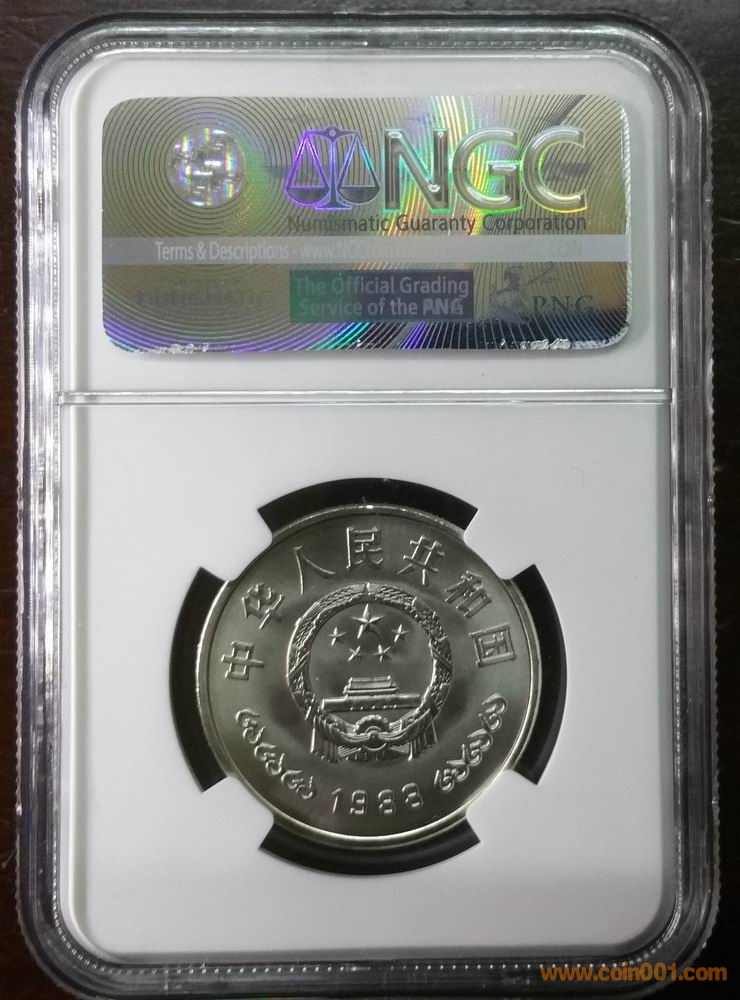 NGC
Numismatic Guaranty Corporation
Terms & Descriptions - www.NGC
The Official Grading
Service of the PNG
PNG
中华人民共和国
1988
www.coin001.com